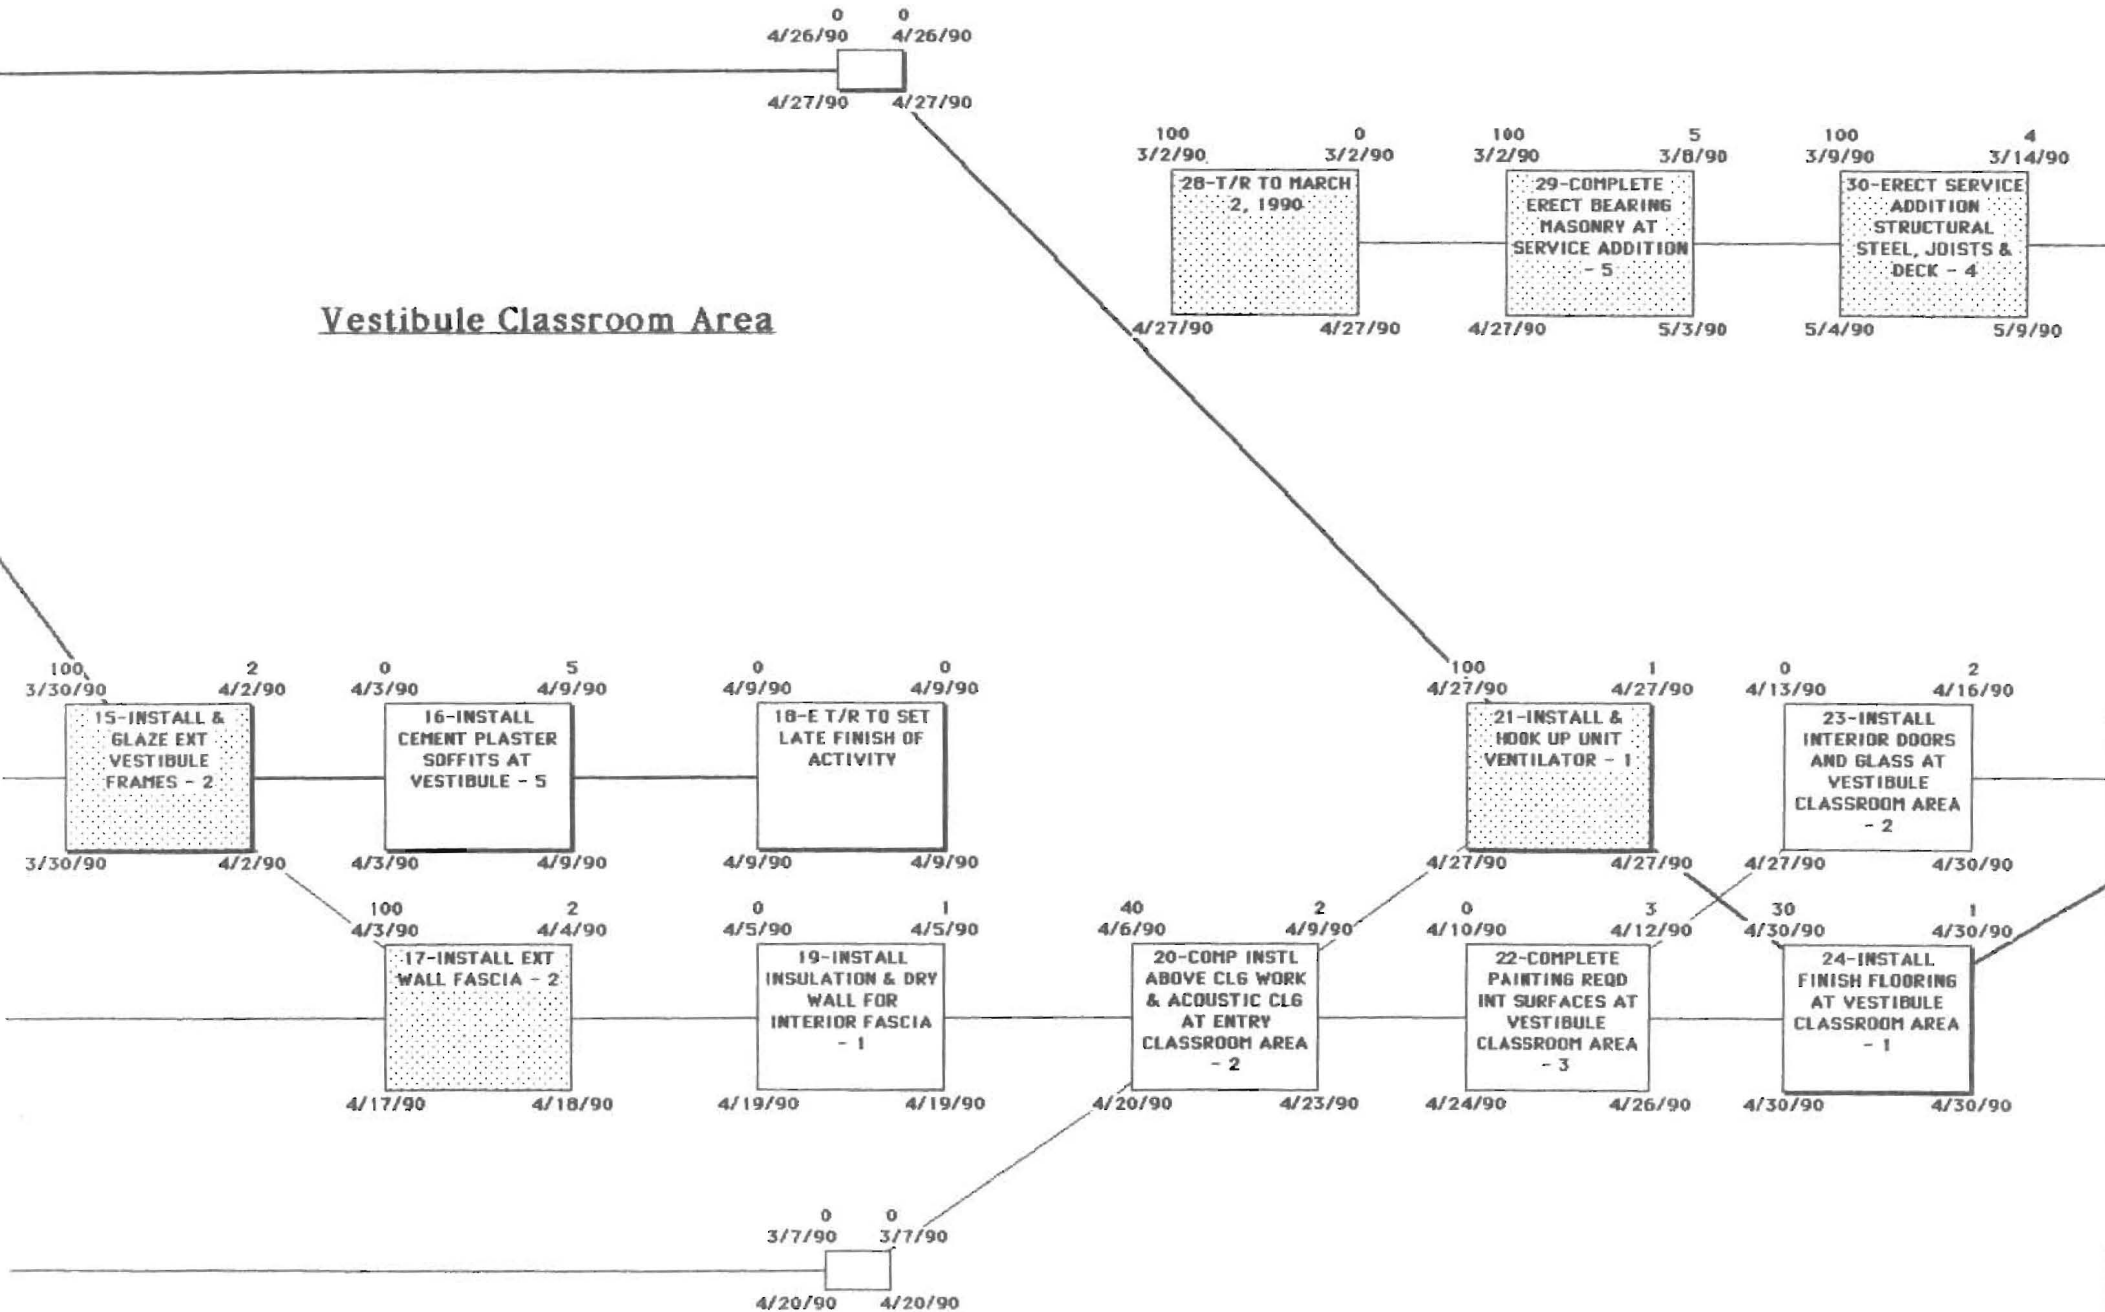 0 0
4/26/90 4/26/90
4/27/90 4/27/90
100 0 100 5 100 4
3/2/90 3/2/90 3/2/90 3/8/90 3/9/90 3/14/90
28-T/R TO MARCH
2, 1990
29-COMPLETE
ERECT BEARING
MASONRY AT
SERVICE ADDITION
- 5
30-ERECT SERVICE
ADDITION
STRUCTURAL
STEEL, JOISTS &
DECK - 4
4/27/90 4/27/90 4/27/90 5/3/90 5/4/90 5/9/90
Vestibule Classroom Area
100 2 0 5 0 0 100 1 0 2
3/30/90 4/2/90 4/3/90 4/9/90 4/9/90 4/9/90 4/27/90 4/27/90 4/13/90 4/16/90
15-INSTALL &
GLAZE EXT
VESTIBULE
FRAMES - 2
16-INSTALL
CEMENT PLASTER
SOFFITS AT
VESTIBULE - 5
18-E T/R TO SET
LATE FINISH OF
ACTIVITY
21-INSTALL &
HOOK UP UNIT
VENTILATOR - 1
23-INSTALL
INTERIOR DOORS
AND GLASS AT
VESTIBULE
CLASSROOM AREA
- 2
3/30/90 4/2/90 4/3/90 4/9/90 4/9/90 4/9/90 4/27/90 4/27/90 4/27/90 4/30/90
100 2 0 1 40 2 0 3 30 1
4/3/90 4/4/90 4/5/90 4/5/90 4/6/90 4/9/90 4/10/90 4/12/90 4/30/90 4/30/90
17-INSTALL EXT
WALL FASCIA - 2
19-INSTALL
INSULATION & DRY
WALL FOR
INTERIOR FASCIA
- 1
20-COMP INSTL
ABOVE CLG WORK
& ACOUSTIC CLG
AT ENTRY
CLASSROOM AREA
- 2
22-COMPLETE
PAINTING REQD
INT SURFACES AT
VESTIBULE
CLASSROOM AREA
- 3
24-INSTALL
FINISH FLOORING
AT VESTIBULE
CLASSROOM AREA
- 1
4/17/90 4/18/90 4/19/90 4/19/90 4/20/90 4/23/90 4/24/90 4/26/90 4/30/90 4/30/90
0 0
3/7/90 3/7/90
4/20/90 4/20/90